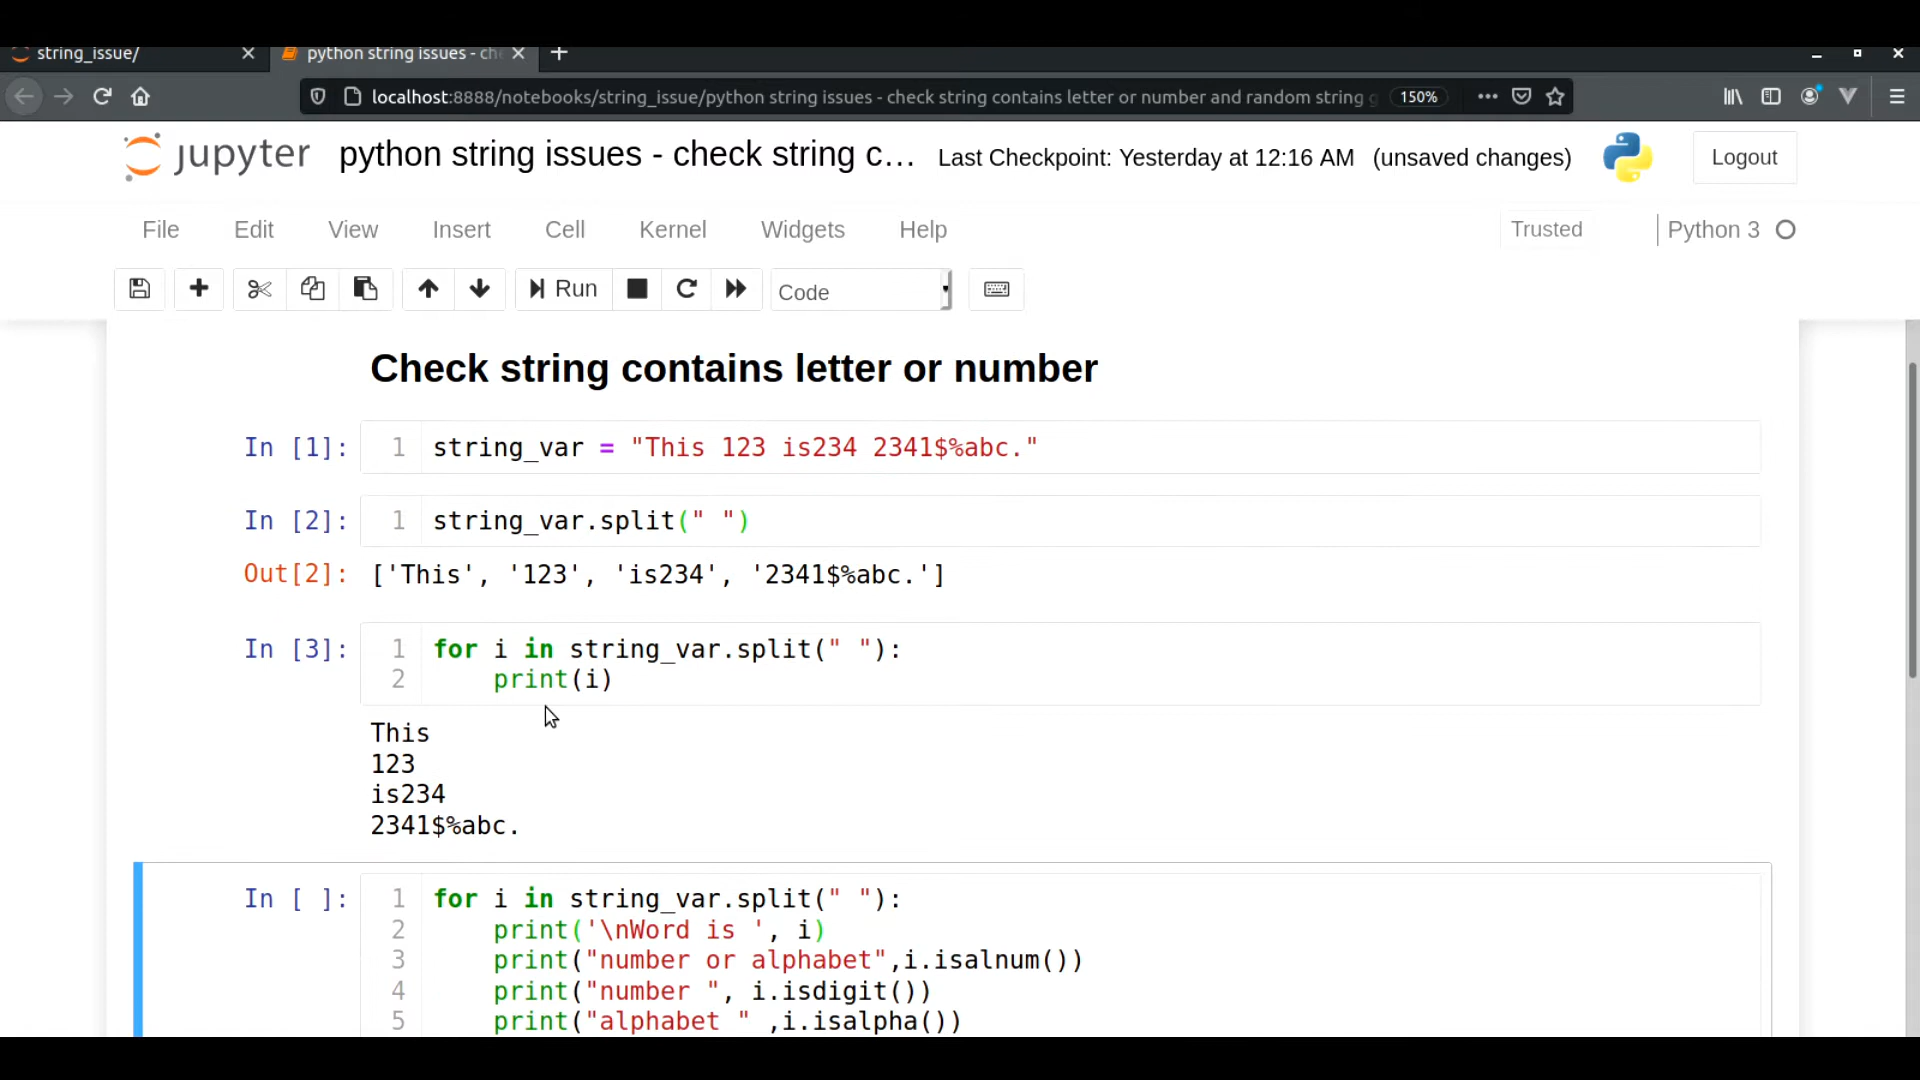 string_issue/
python string issues - che
localhost:8888/notebooks/string_issue/python string issues - check string contains letter or number and random string g
150%
jupyter python string issues - check string c... Last Checkpoint: Yesterday at 12:16 AM (unsaved changes)
Logout
File Edit View Insert Cell Kernel Widgets Help
Trusted
Python 3
Run
Code
Check string contains letter or number
In [1]: 1 string_var = "This 123 is234 2341$%abc."
In [2]: 1 string_var.split(" ")
Out[2]: ['This', '123', 'is234', '2341$%abc.']
In [3]: 1 for i in string_var.split(" "):
2 print(i)
This
123
is234
2341$%abc.
In [ ]: 1 for i in string_var.split(" "):
2 print('\nWord is ', i)
3 print("number or alphabet",i.isalnum())
4 print("number ", i.isdigit())
5 print("alphabet " ,i.isalpha())